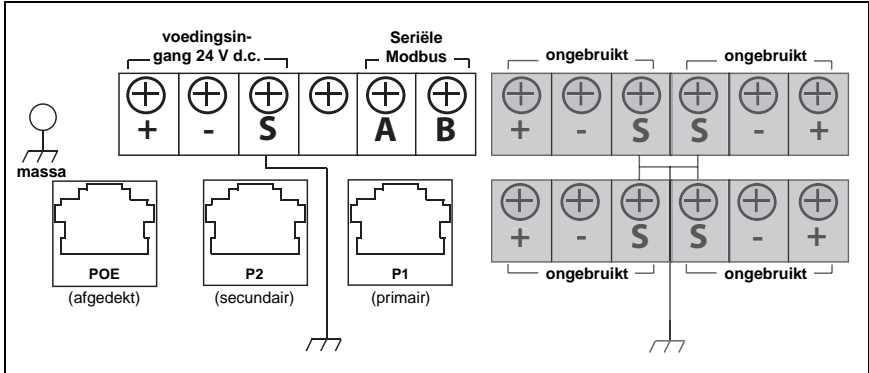 voedingsin-
gang 24 V d.c.
Seriële
Modbus
ongebruikt
ongebruikt
+ - S A B
+ - S S - +
massa
+ - S S - +
POE
P2
P1
ongebruikt
ongebruikt
(afgedekt)
(secundair)
(primair)